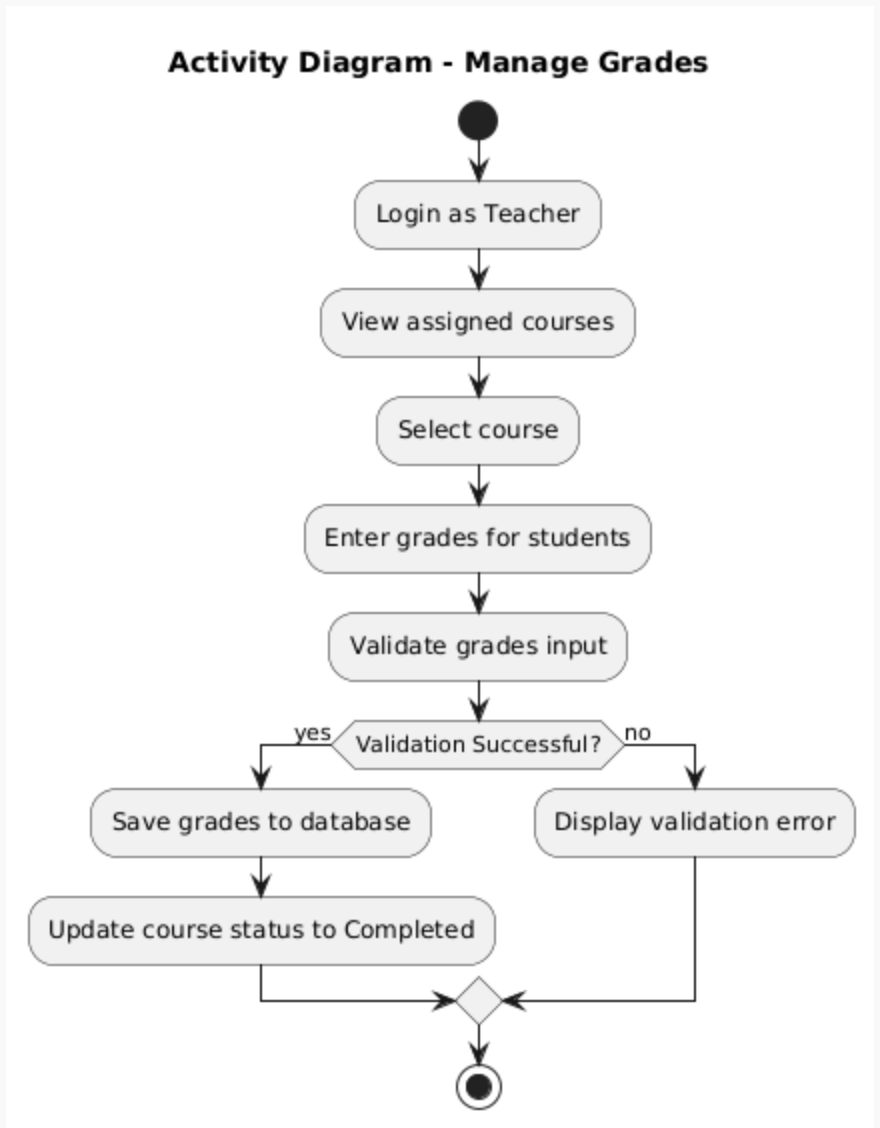 Activity Diagram - Manage Grades
Login as Teacher
View assigned courses
Select course
Enter grades for students
Validate grades input
yes
Validation Successful?
no
Save grades to database
Display validation error
Update course status to Completed